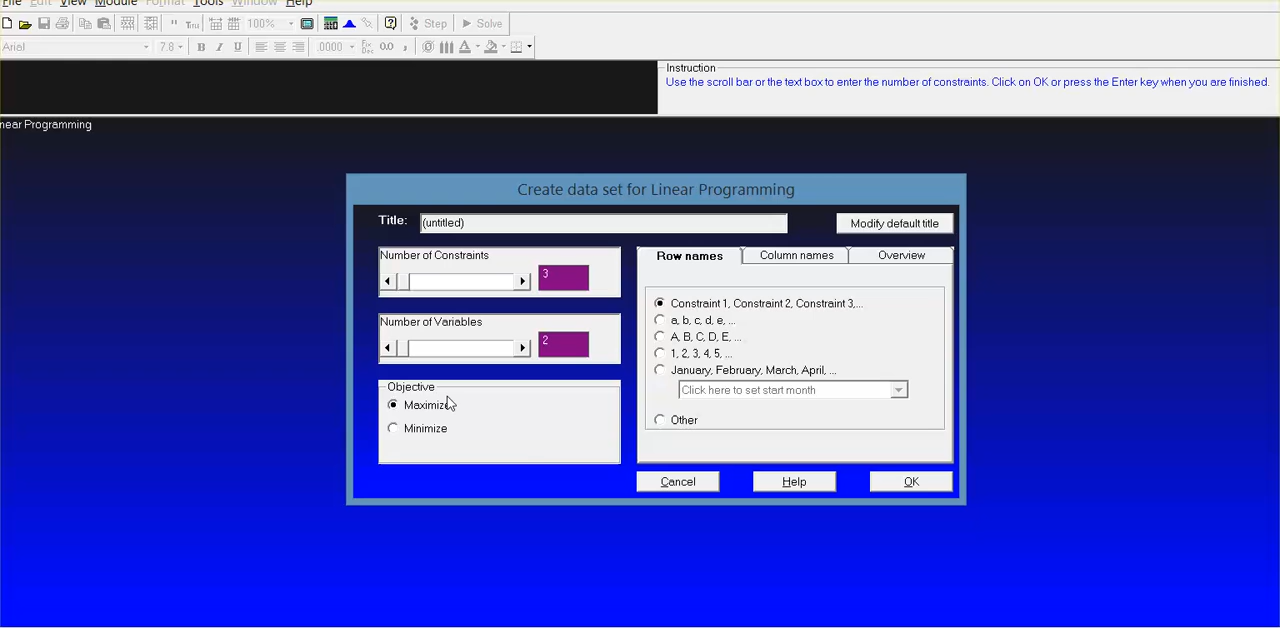 File Edit View Module Format Tools Window Help
100% Step Solve
Arial 7.8 B I U .0000 0.0 ,
Instruction
Use the scroll bar or the text box to enter the number of constraints. Click on OK or press the Enter key when you are finished.
near Programming
Create data set for Linear Programming
Title: (untitled) Modify default title
Number of Constraints
3
Number of Variables
2
Objective
Maximize
Minimize
Row names Column names Overview
Constraint 1, Constraint 2, Constraint 3,...
a, b, c, d, e, ...
A, B, C, D, E, ...
1, 2, 3, 4, 5, ...
January, February, March, April, ...
Click here to set start month
Other
Cancel Help OK